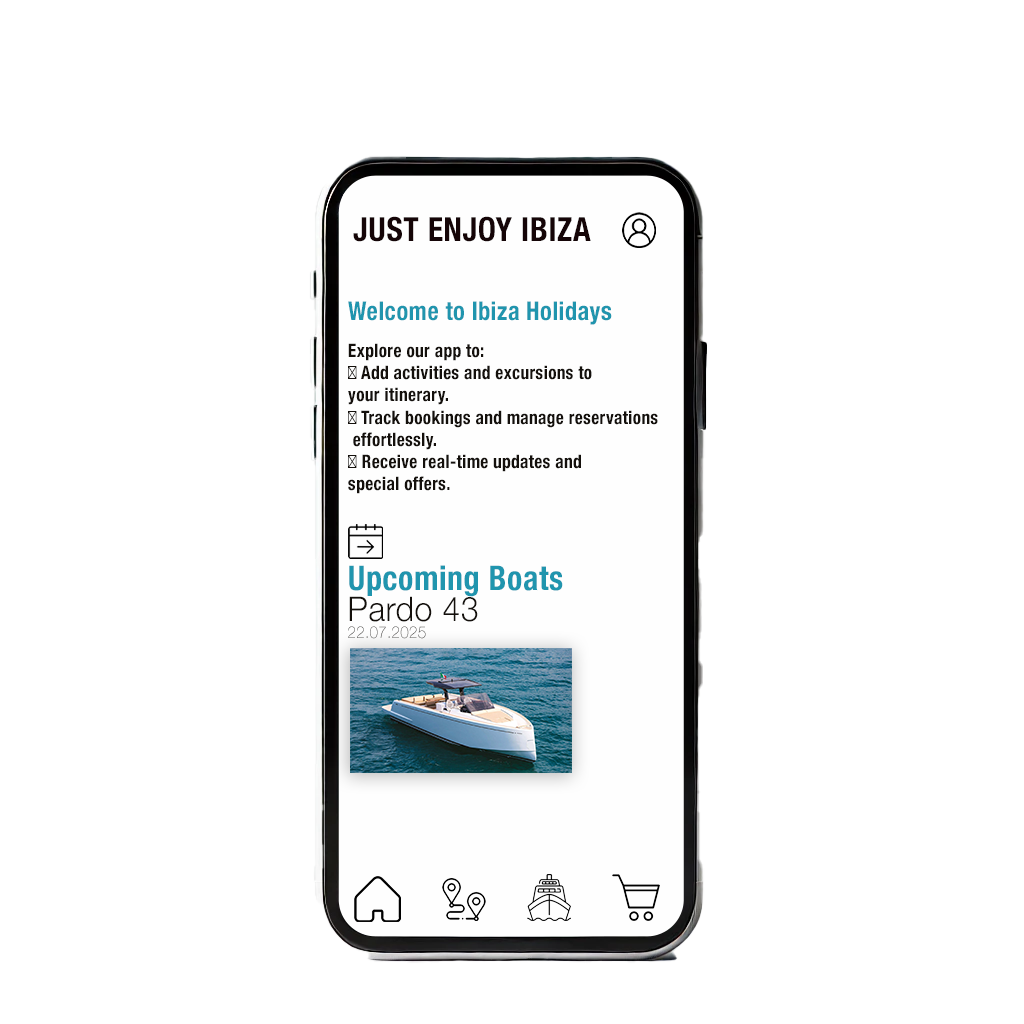 JUST ENJOY IBIZA
Welcome to Ibiza Holidays
Explore our app to:
Add activities and excursions to
your itinerary.
Track bookings and manage reservations
effortlessly.
Receive real-time updates and
special offers.
Upcoming Boats
Pardo 43
22.07.2025